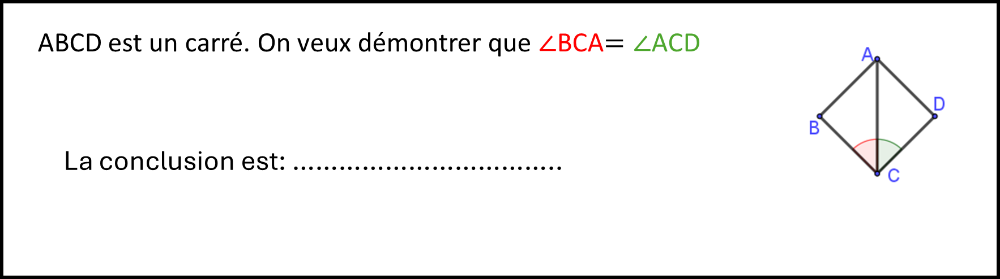 ABCD est un carré. On veux démontrer que ∠BCA= ∠ACD
A
D
B
La conclusion est: ...................................
C